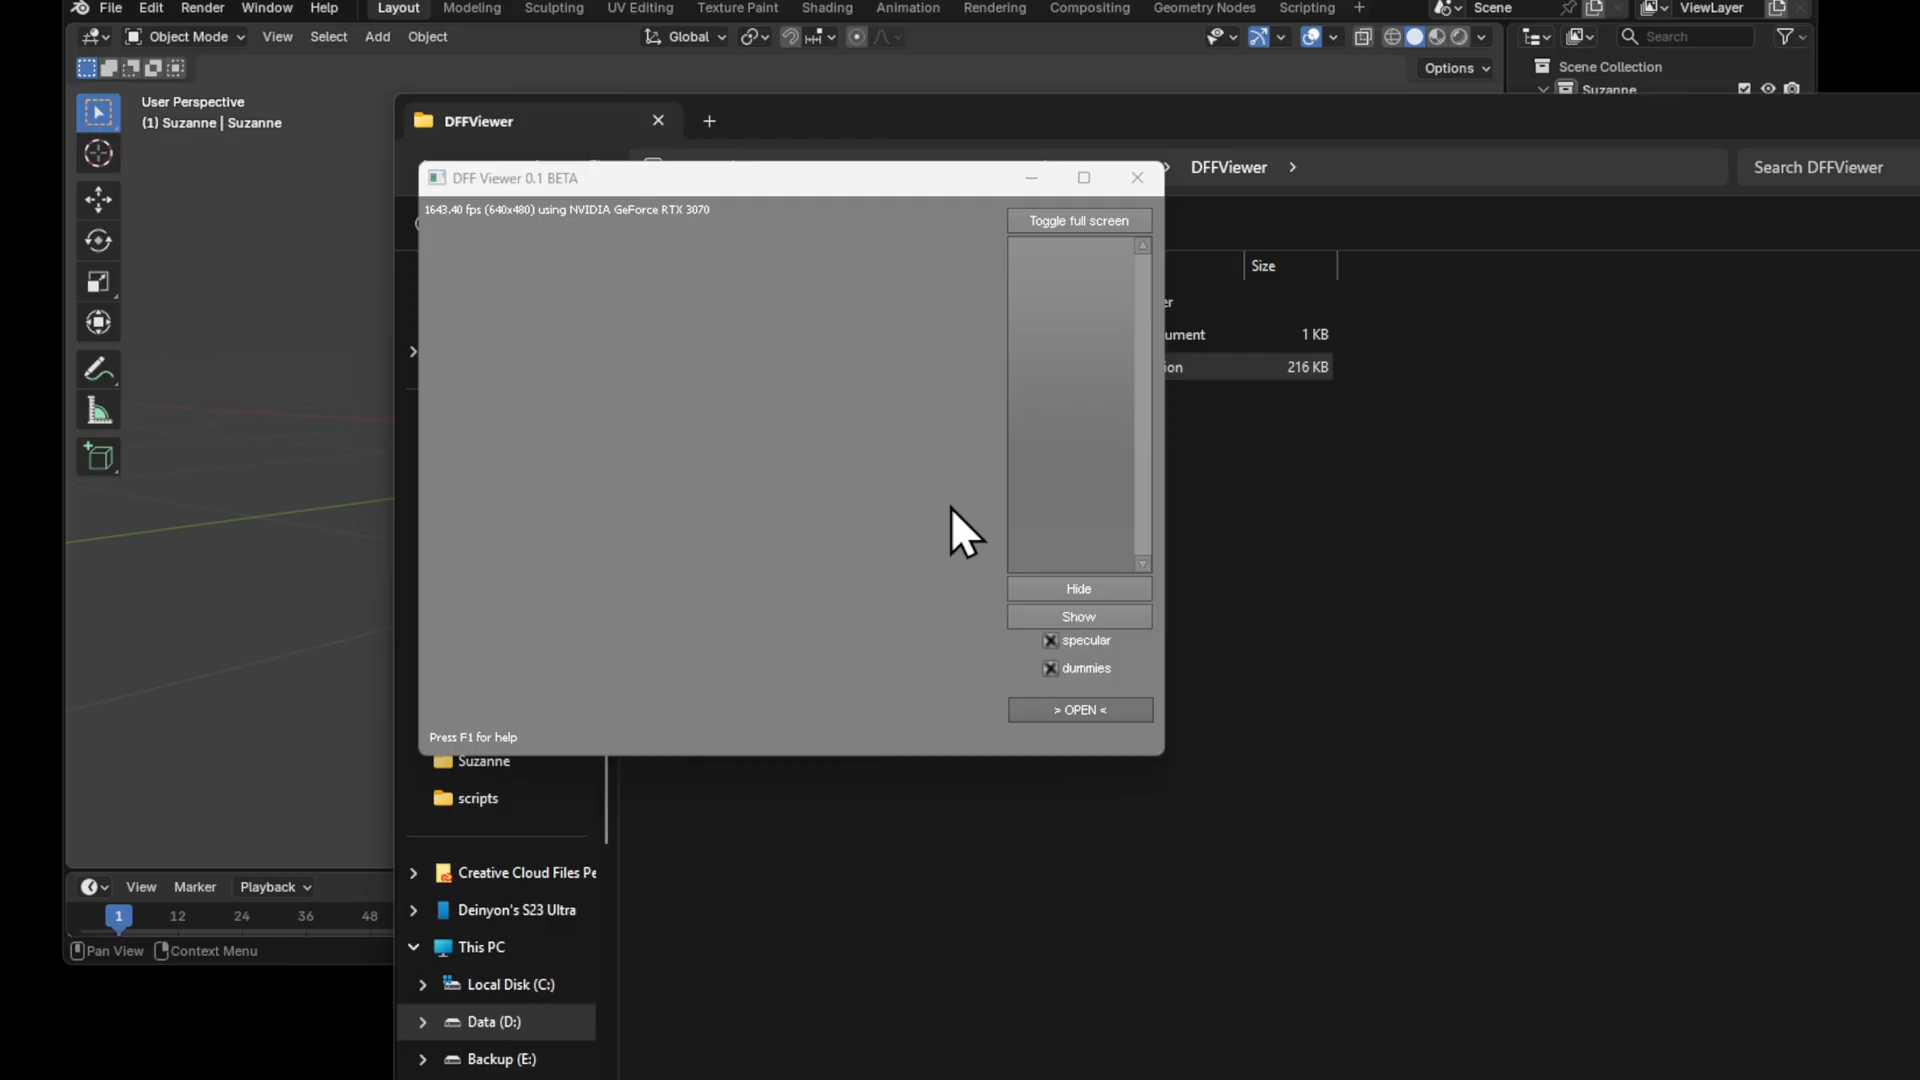 File Edit Render Window Help Layout Modeling Sculpting UV Editing Texture Paint Shading Animation Rendering Compositing Geometry Nodes Scripting + Scene ViewLayer
Object Mode View Select Add Object Global Search
Options
Scene Collection
Suzanne
User Perspective
(1) Suzanne | Suzanne
DFFViewer
DFFViewer
Search DFFViewer
DFF Viewer 0.1 BETA
1643.40 fps (640x480) using NVIDIA GeForce RTX 3070
Toggle full screen
Size
er
ument 1 KB
ion 216 KB
Hide
Show
specular
dummies
> OPEN <
Press F1 for help
Suzanne
scripts
Creative Cloud Files Pe
Deinyon's S23 Ultra
This PC
Local Disk (C:)
Data (D:)
Backup (E:)
View Marker Playback
1 12 24 36 48
Pan View Context Menu